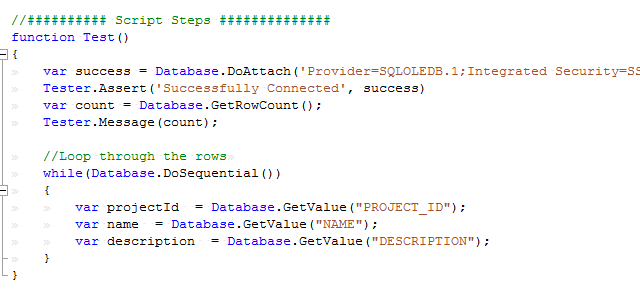 //########## Script Steps ##############
function Test()
{
var success = Database.DoAttach('Provider=SQLOLEDB.1;Integrated Security=SS
Tester.Assert('Successfully Connected', success)
var count = Database.GetRowCount();
Tester.Message(count);
//Loop through the rows
while(Database.DoSequential())
{
var projectId  = Database.GetValue("PROJECT_ID");
var name  = Database.GetValue("NAME");
var description  = Database.GetValue("DESCRIPTION");
}
}